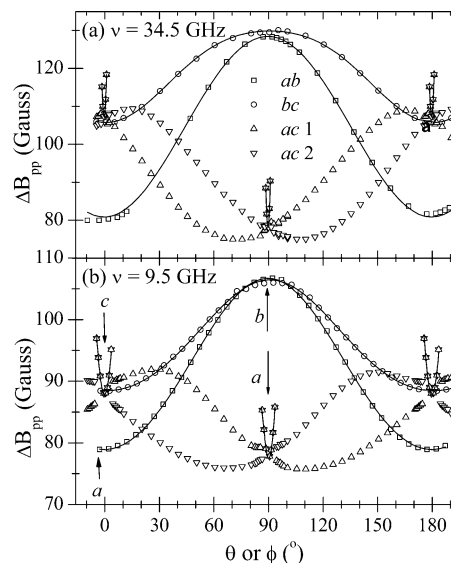 (a) ν = 34.5 GHz
ΔB_pp (Gauss)
120
100
80
ab
bc
ac 1
ac 2
a
110
(b) ν = 9.5 GHz
ΔB_pp (Gauss)
100
90
80
70
c
b
a
a
0 30 60 90 120 150 180
θ or ϕ (°)